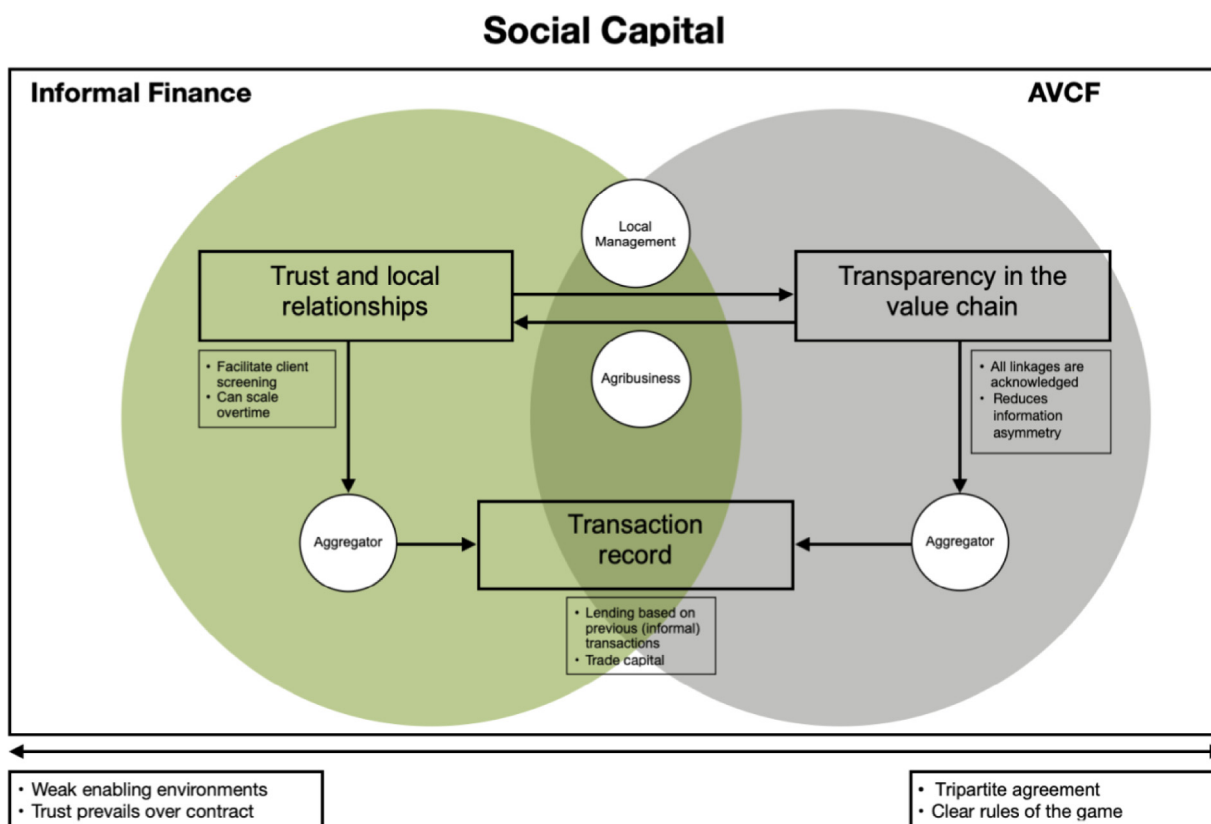 Social Capital
Informal Finance
AVCF
Local
Management
Trust and local
relationships
Transparency in the
value chain
• Facilitate client
screening
• Can scale
overtime
Agribusiness
• All linkages are
acknowledged
• Reduces
information
asymmetry
Aggregator
Transaction
record
Aggregator
• Lending based on
previous (informal)
transactions
• Trade capital
• Weak enabling environments
• Trust prevails over contract
• Tripartite agreement
• Clear rules of the game